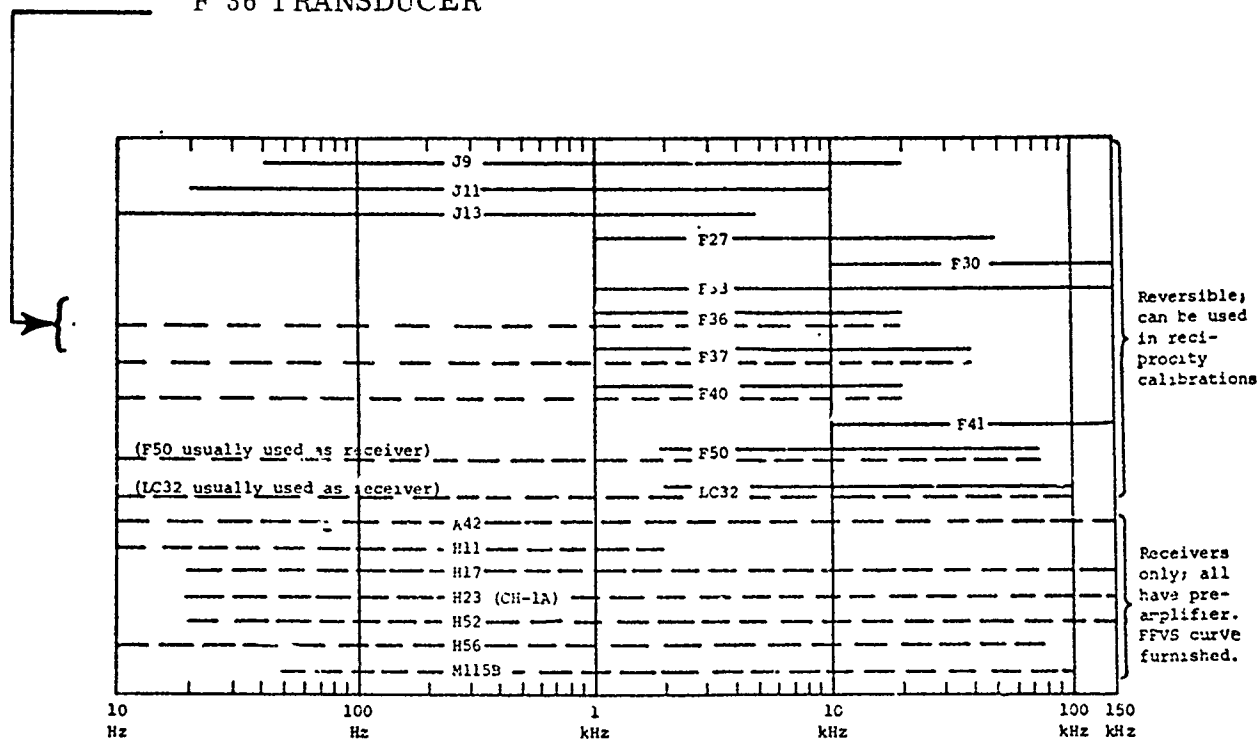 F 36 TRANSDUCER
J9
J11
J13
F27
F30
F33
F36
F37
F40
F41
(F50 usually used as receiver)
F50
(LC32 usually used as receiver)
LC32
Reversible;
can be used
in reci-
procity
calibrations
A42
H11
H17
H23 (CH-1A)
H52
H56
M115B
Receivers
only; all
have pre-
amplifier.
FFVS curve
furnished.
10 100 1 10 100 150
Hz Hz kHz kHz kHz kHz